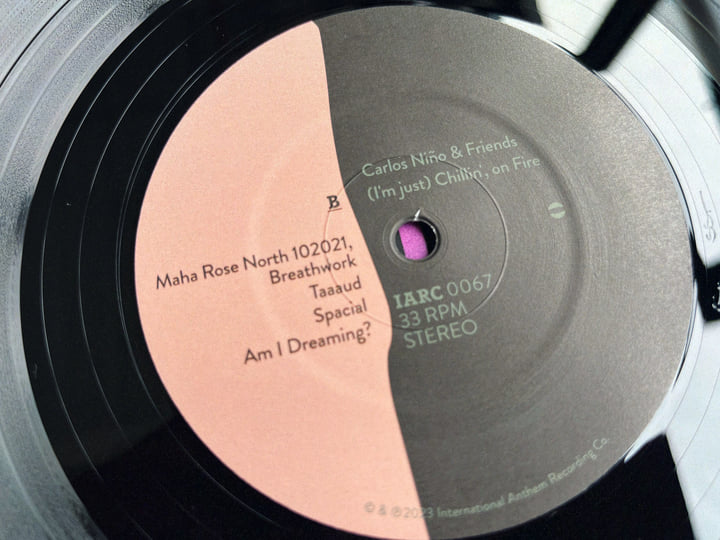 B
Maha Rose North 102021,
Breathwork
Taaaud
Spacial
Am I Dreaming?
Carlos Niño & Friends
(I'm just) Chillin', on Fire
IARC 0067
33 RPM
STEREO
© & ℗ 2023 International Anthem Recording Co.